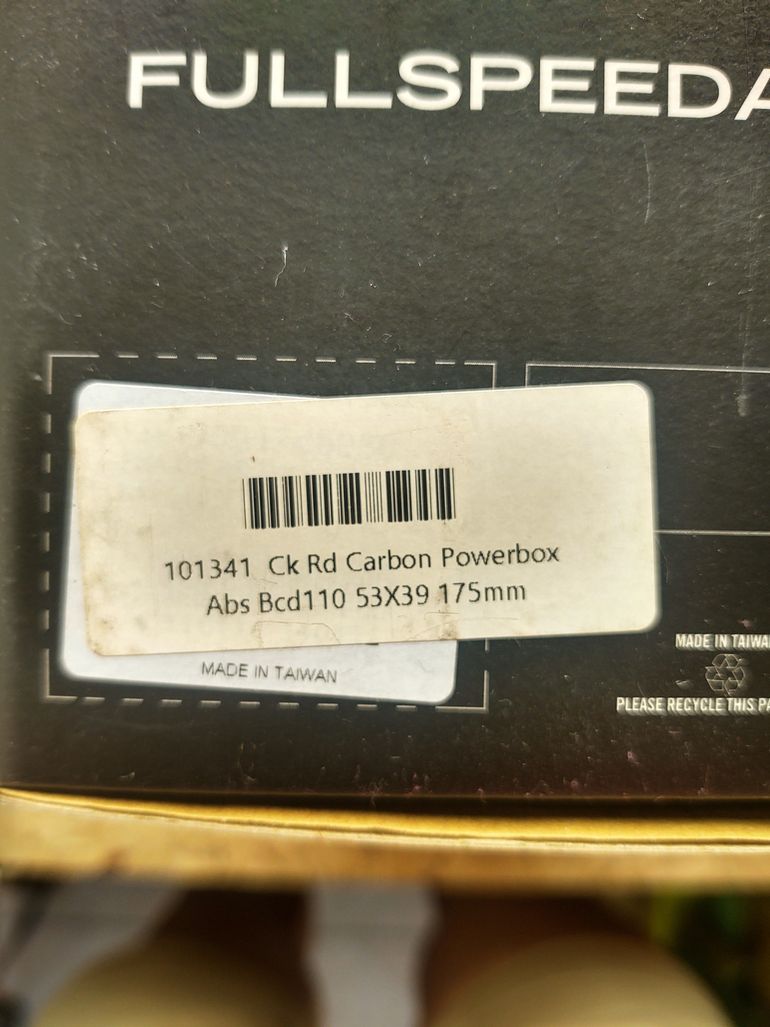 FULLSPEEDA
101341 Ck Rd Carbon Powerbox
Abs Bcd110 53X39 175mm
MADE IN TAIWAN
MADE IN TAIWA
PLEASE RECYCLE THIS PA